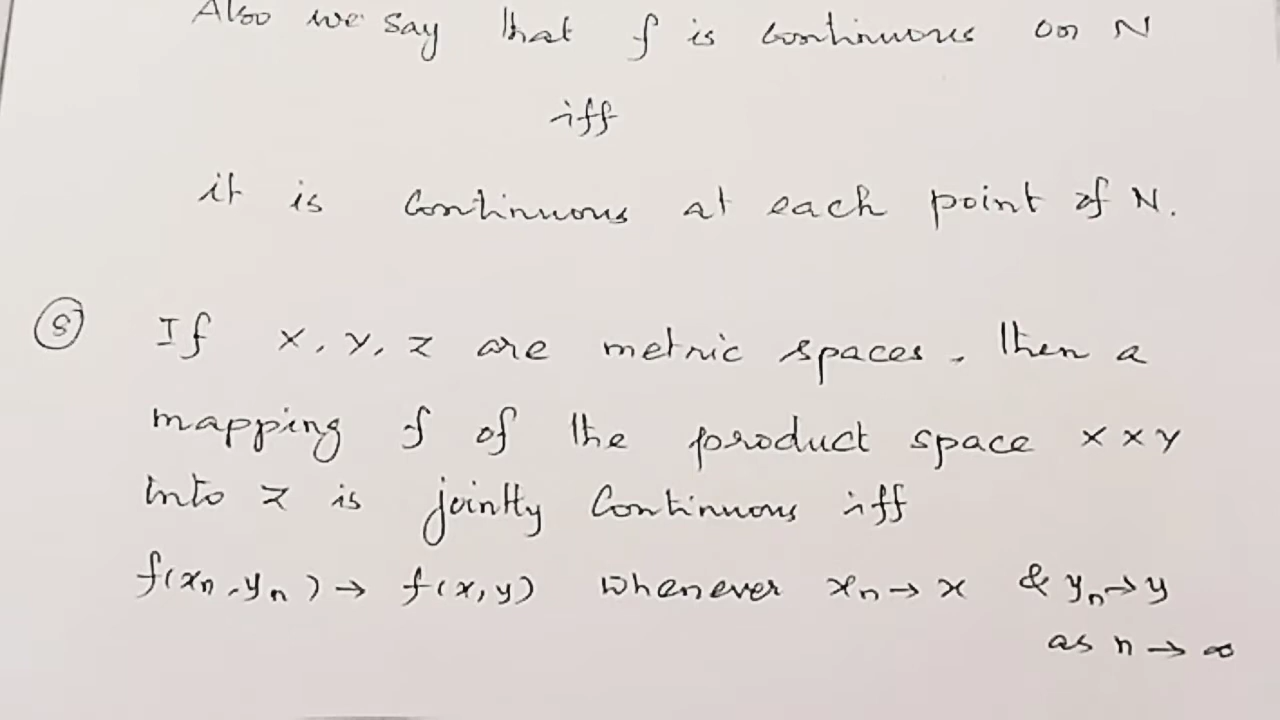 Also we say that f is continuous on N
iff
it is continuous at each point of N.
⑤ If X, Y, Z are metric spaces, then a
mapping f of the product space X × Y
into Z is jointly continuous iff
f(xₙ, yₙ) → f(x, y) whenever xₙ → x & yₙ → y
as n → ∞